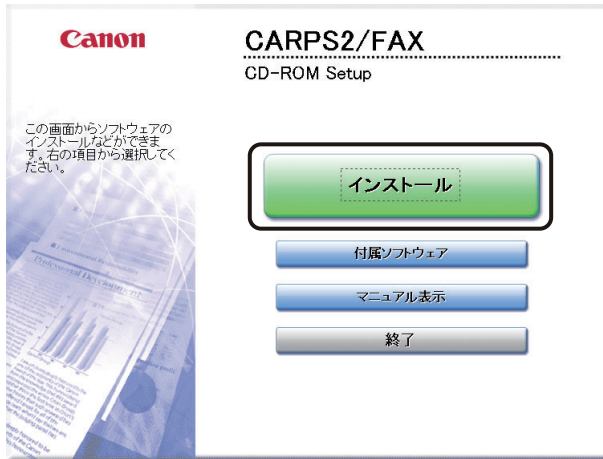 Canon
CARPS2/FAX
CD-ROM Setup
この画面からソフトウェアの
インストールなどができま
す。右の項目から選択してく
ださい。
インストール
付属ソフトウェア
マニュアル表示
終了
Professional Development